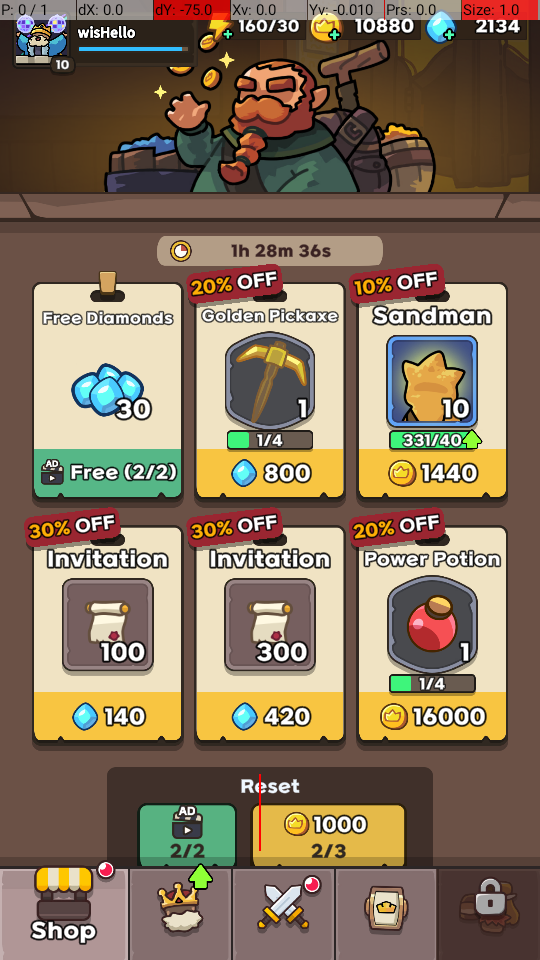 P: 0 / 1 dX: 0.0 dY: -75.0 Xv: 0.0 Yv: -0.010 Prs: 0.0 Size: 1.0
wisHello 160/30 10880 2134
10
1h 28m 36s
20% OFF 10% OFF
Free Diamonds Golden Pickaxe Sandman
30 1 10
1/4 331/40
AD Free (2/2) 800 1440
30% OFF 30% OFF 20% OFF
Invitation Invitation Power Potion
100 300 1
1/4
140 420 16000
Reset
AD 1000
2/2 2/3
Shop